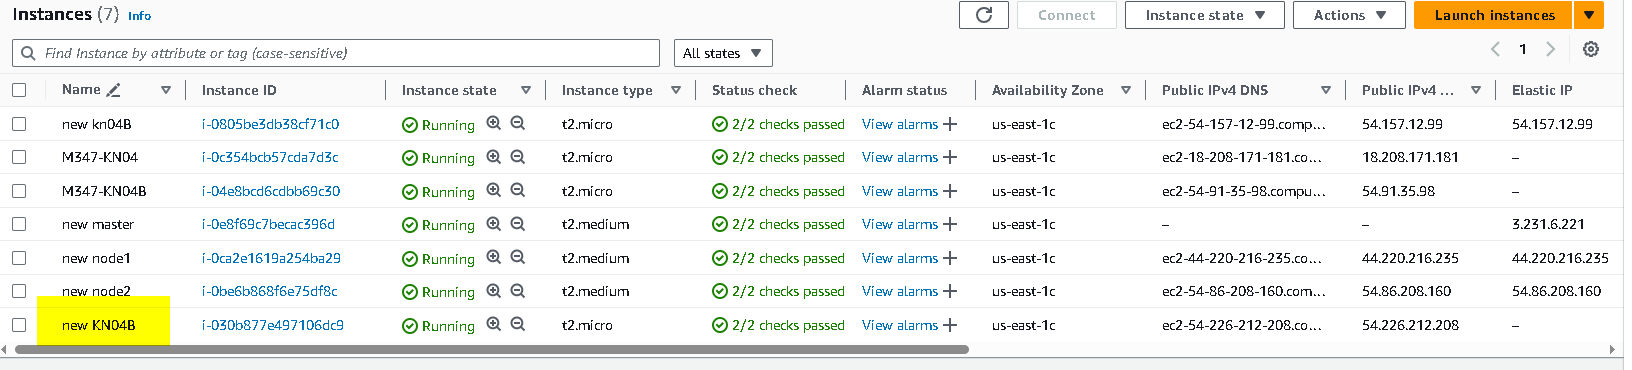 Instances (7) Info Connect Instance state Actions Launch instances
Find Instance by attribute or tag (case-sensitive) All states 1
Name Instance ID Instance state Instance type Status check Alarm status Availability Zone Public IPv4 DNS Public IPv4 ... Elastic IP
new kn04B i-0805be3db38cf71c0 Running t2.micro 2/2 checks passed View alarms + us-east-1c ec2-54-157-12-99.comp... 54.157.12.99 54.157.12.99
M347-KN04 i-0c354bcb57cda7d3c Running t2.micro 2/2 checks passed View alarms + us-east-1c ec2-18-208-171-181.co... 18.208.171.181 –
M347-KN04B i-04e8bcd6cdbb69c30 Running t2.micro 2/2 checks passed View alarms + us-east-1c ec2-54-91-35-98.compu... 54.91.35.98 –
new master i-0e8f69c7becac396d Running t2.medium 2/2 checks passed View alarms + us-east-1c – – 3.231.6.221
new node1 i-0ca2e1619a254ba29 Running t2.medium 2/2 checks passed View alarms + us-east-1c ec2-44-220-216-235.co... 44.220.216.235 44.220.216.235
new node2 i-0be6b868f6e75df8c Running t2.medium 2/2 checks passed View alarms + us-east-1c ec2-54-86-208-160.com... 54.86.208.160 54.86.208.160
new KN04B i-030b877e497106dc9 Running t2.micro 2/2 checks passed View alarms + us-east-1c ec2-54-226-212-208.co... 54.226.212.208 –